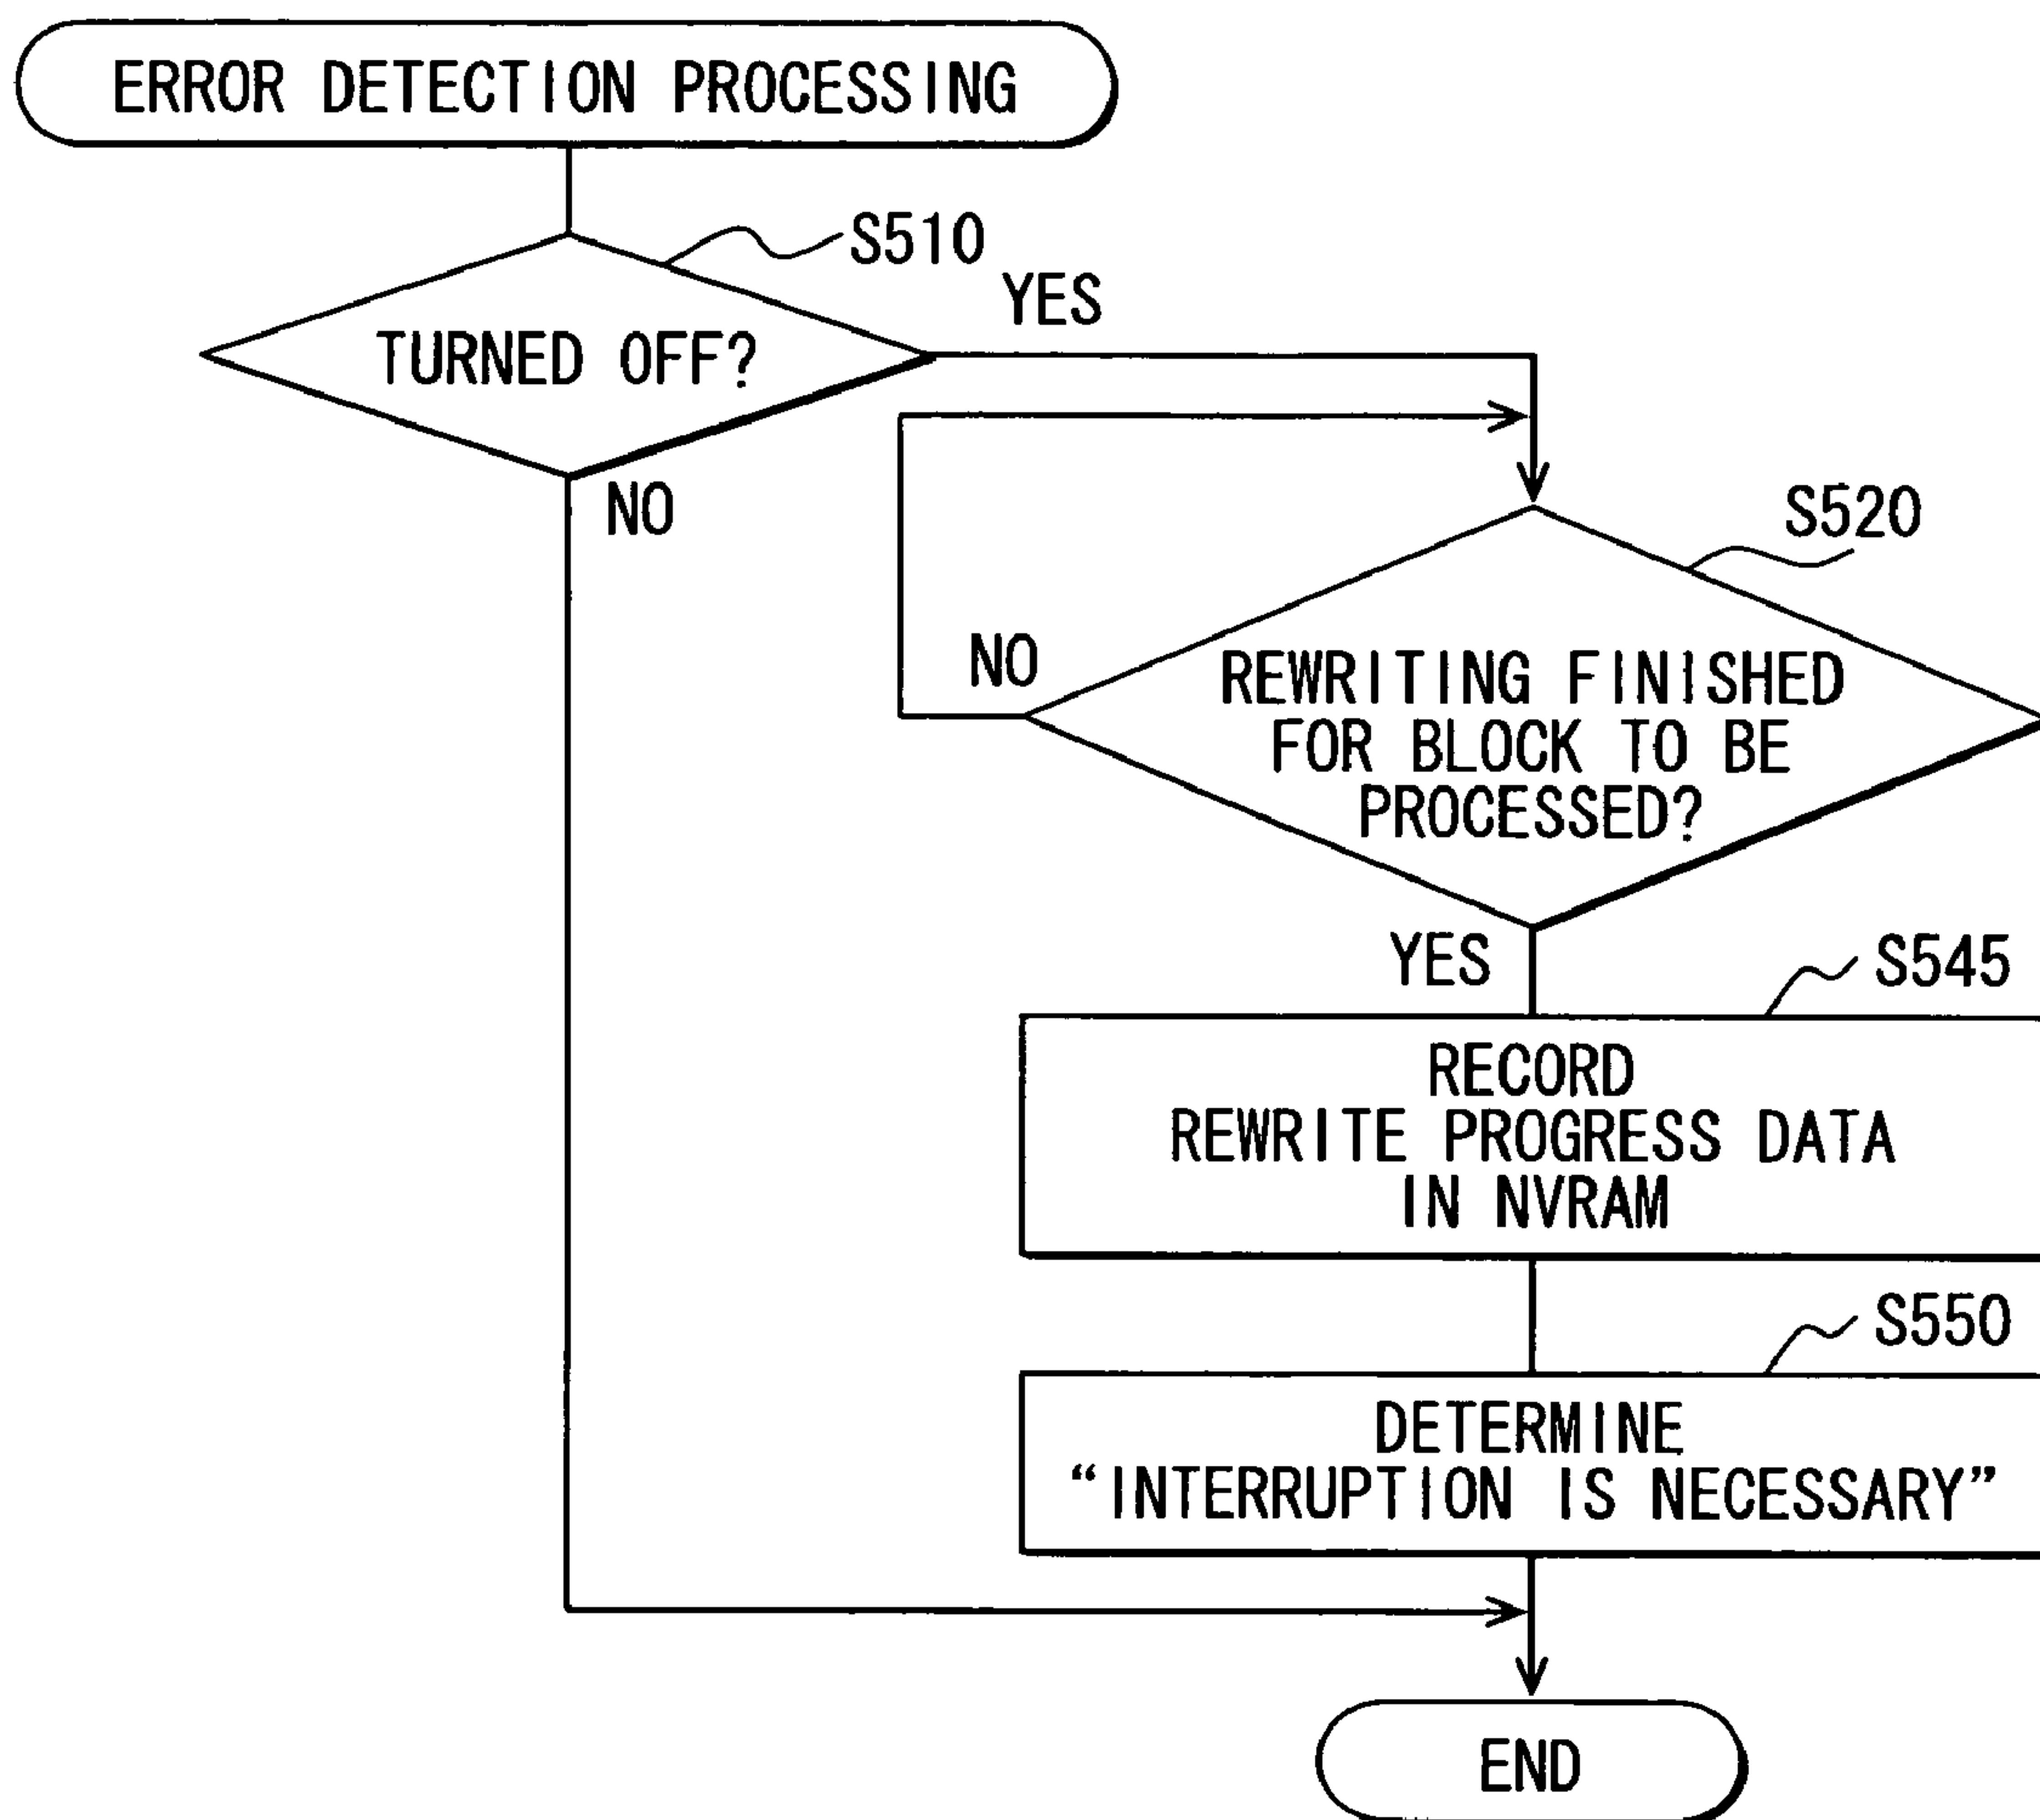 ERROR DETECTION PROCESSING
S510
YES
TURNED OFF?
NO
S520
NO
REWRITING FINISHED
FOR BLOCK TO BE
PROCESSED?
YES
S545
RECORD
REWRITE PROGRESS DATA
IN NVRAM
S550
DETERMINE
“INTERRUPTION IS NECESSARY”
END